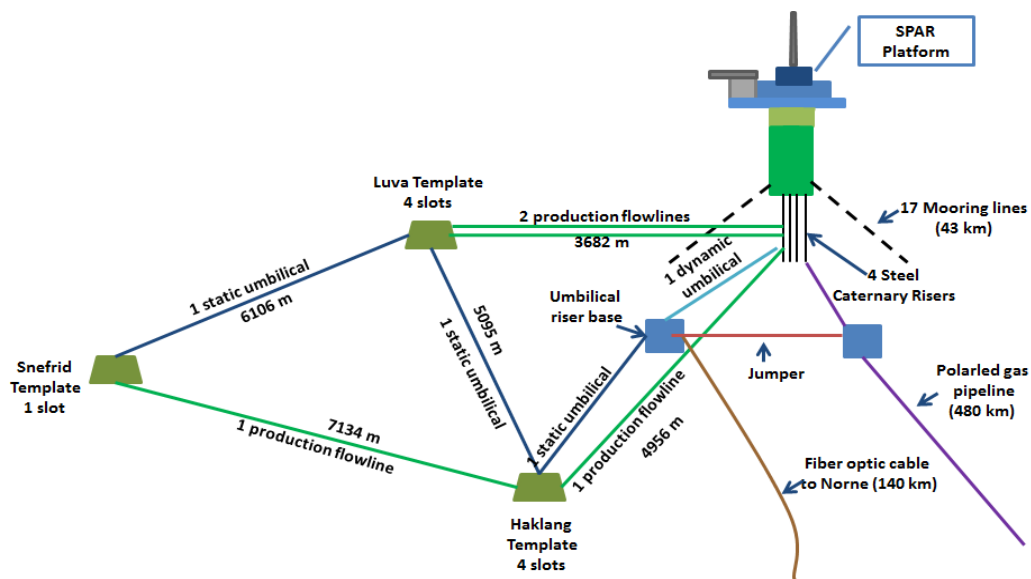 SPAR
Platform
Luva Template
4 slots
2 production flowlines
3682 m
17 Mooring lines
(43 km)
1 dynamic
umbilical
4 Steel
Caternary Risers
1 static umbilical
6106 m
5095 m
1 static umbilical
Umbilical
riser base
Snefrid
Template
1 slot
Jumper
Polarled gas
pipeline
(480 km)
7134 m
1 production flowline
1 static umbilical
1 production flowline
4956 m
Fiber optic cable
to Norne (140 km)
Haklang
Template
4 slots